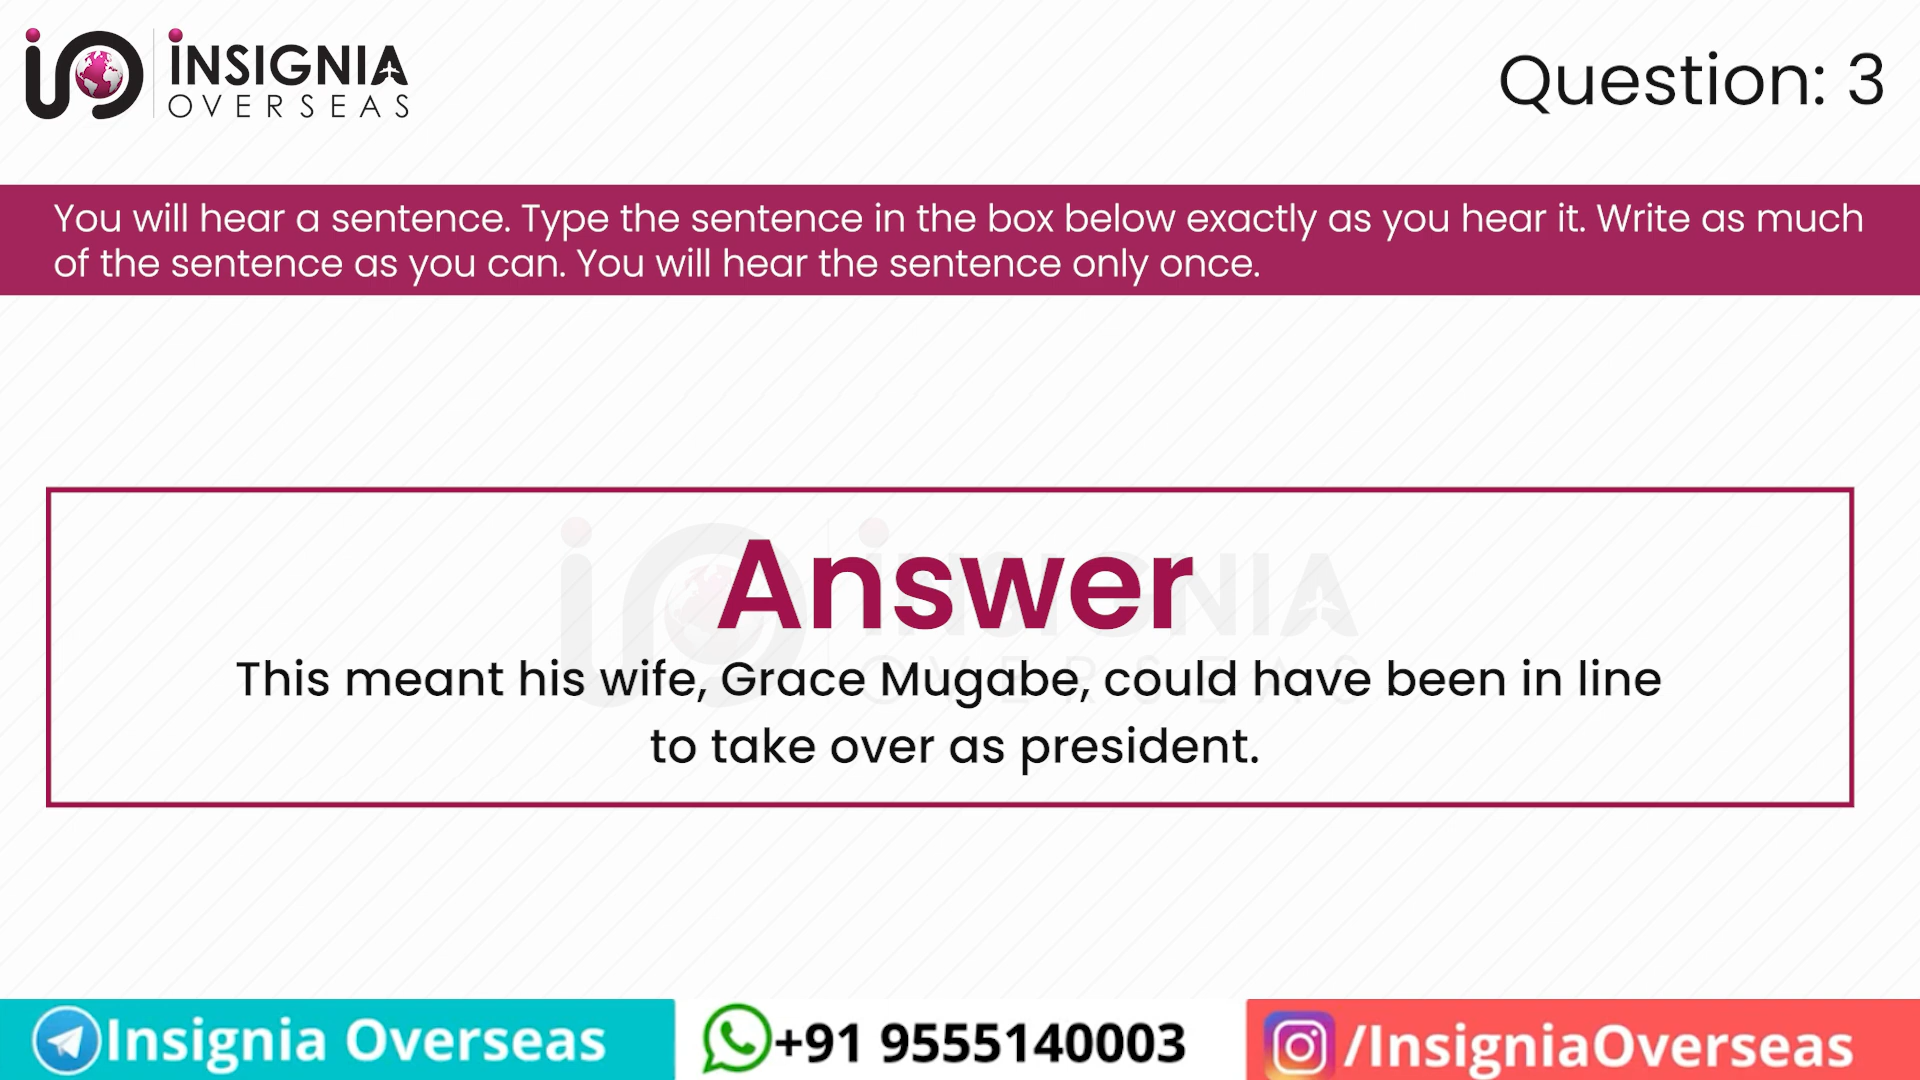 INSIGNIA
OVERSEAS
Question: 3
You will hear a sentence. Type the sentence in the box below exactly as you hear it. Write as much
of the sentence as you can. You will hear the sentence only once.
INSIGNIA
OVERSEAS
Answer
This meant his wife, Grace Mugabe, could have been in line
to take over as president.
Insignia Overseas
+91 9555140003
/InsigniaOverseas